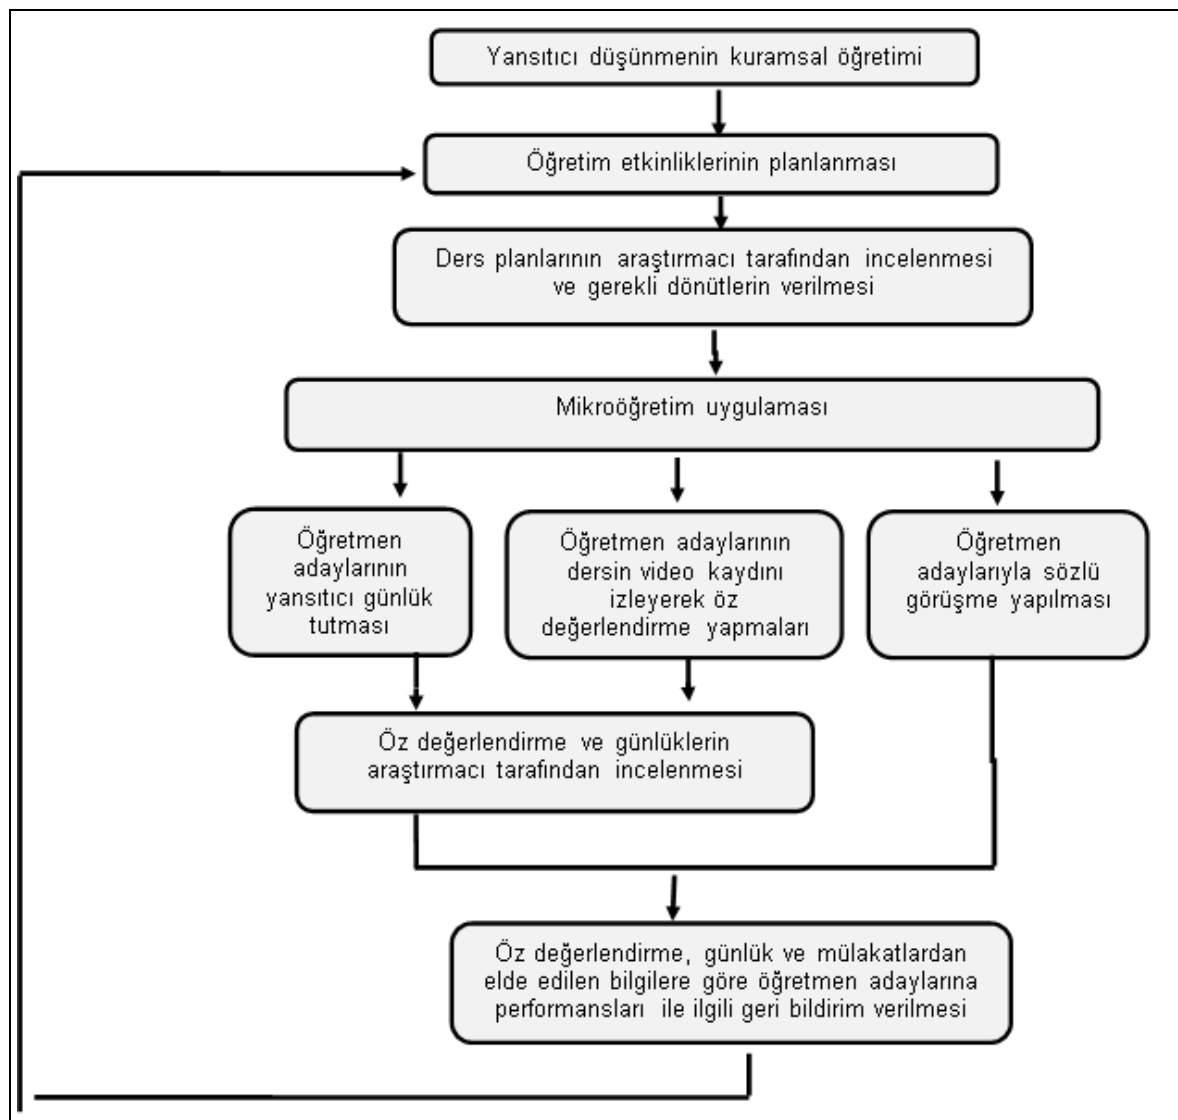 Yansıtıcı düşünmenin kuramsal öğretimi
Öğretim etkinliklerinin planlanması
Ders planlarının araştırmacı tarafından incelenmesi
ve gerekli dönütlerin verilmesi
Mikroöğretim uygulaması
Öğretmen
adaylarının
yansıtıcı günlük
tutması
Öğretmen adaylarının
dersin video kaydını
izleyerek öz
değerlendirme yapmaları
Öğretmen
adaylarıyla sözlü
görüşme yapılması
Öz değerlendirme ve günlüklerin
araştırmacı tarafından incelenmesi
Öz değerlendirme, günlük ve mülakatlardan
elde edilen bilgilere göre öğretmen adaylarına
performansları ile ilgili geri bildirim verilmesi